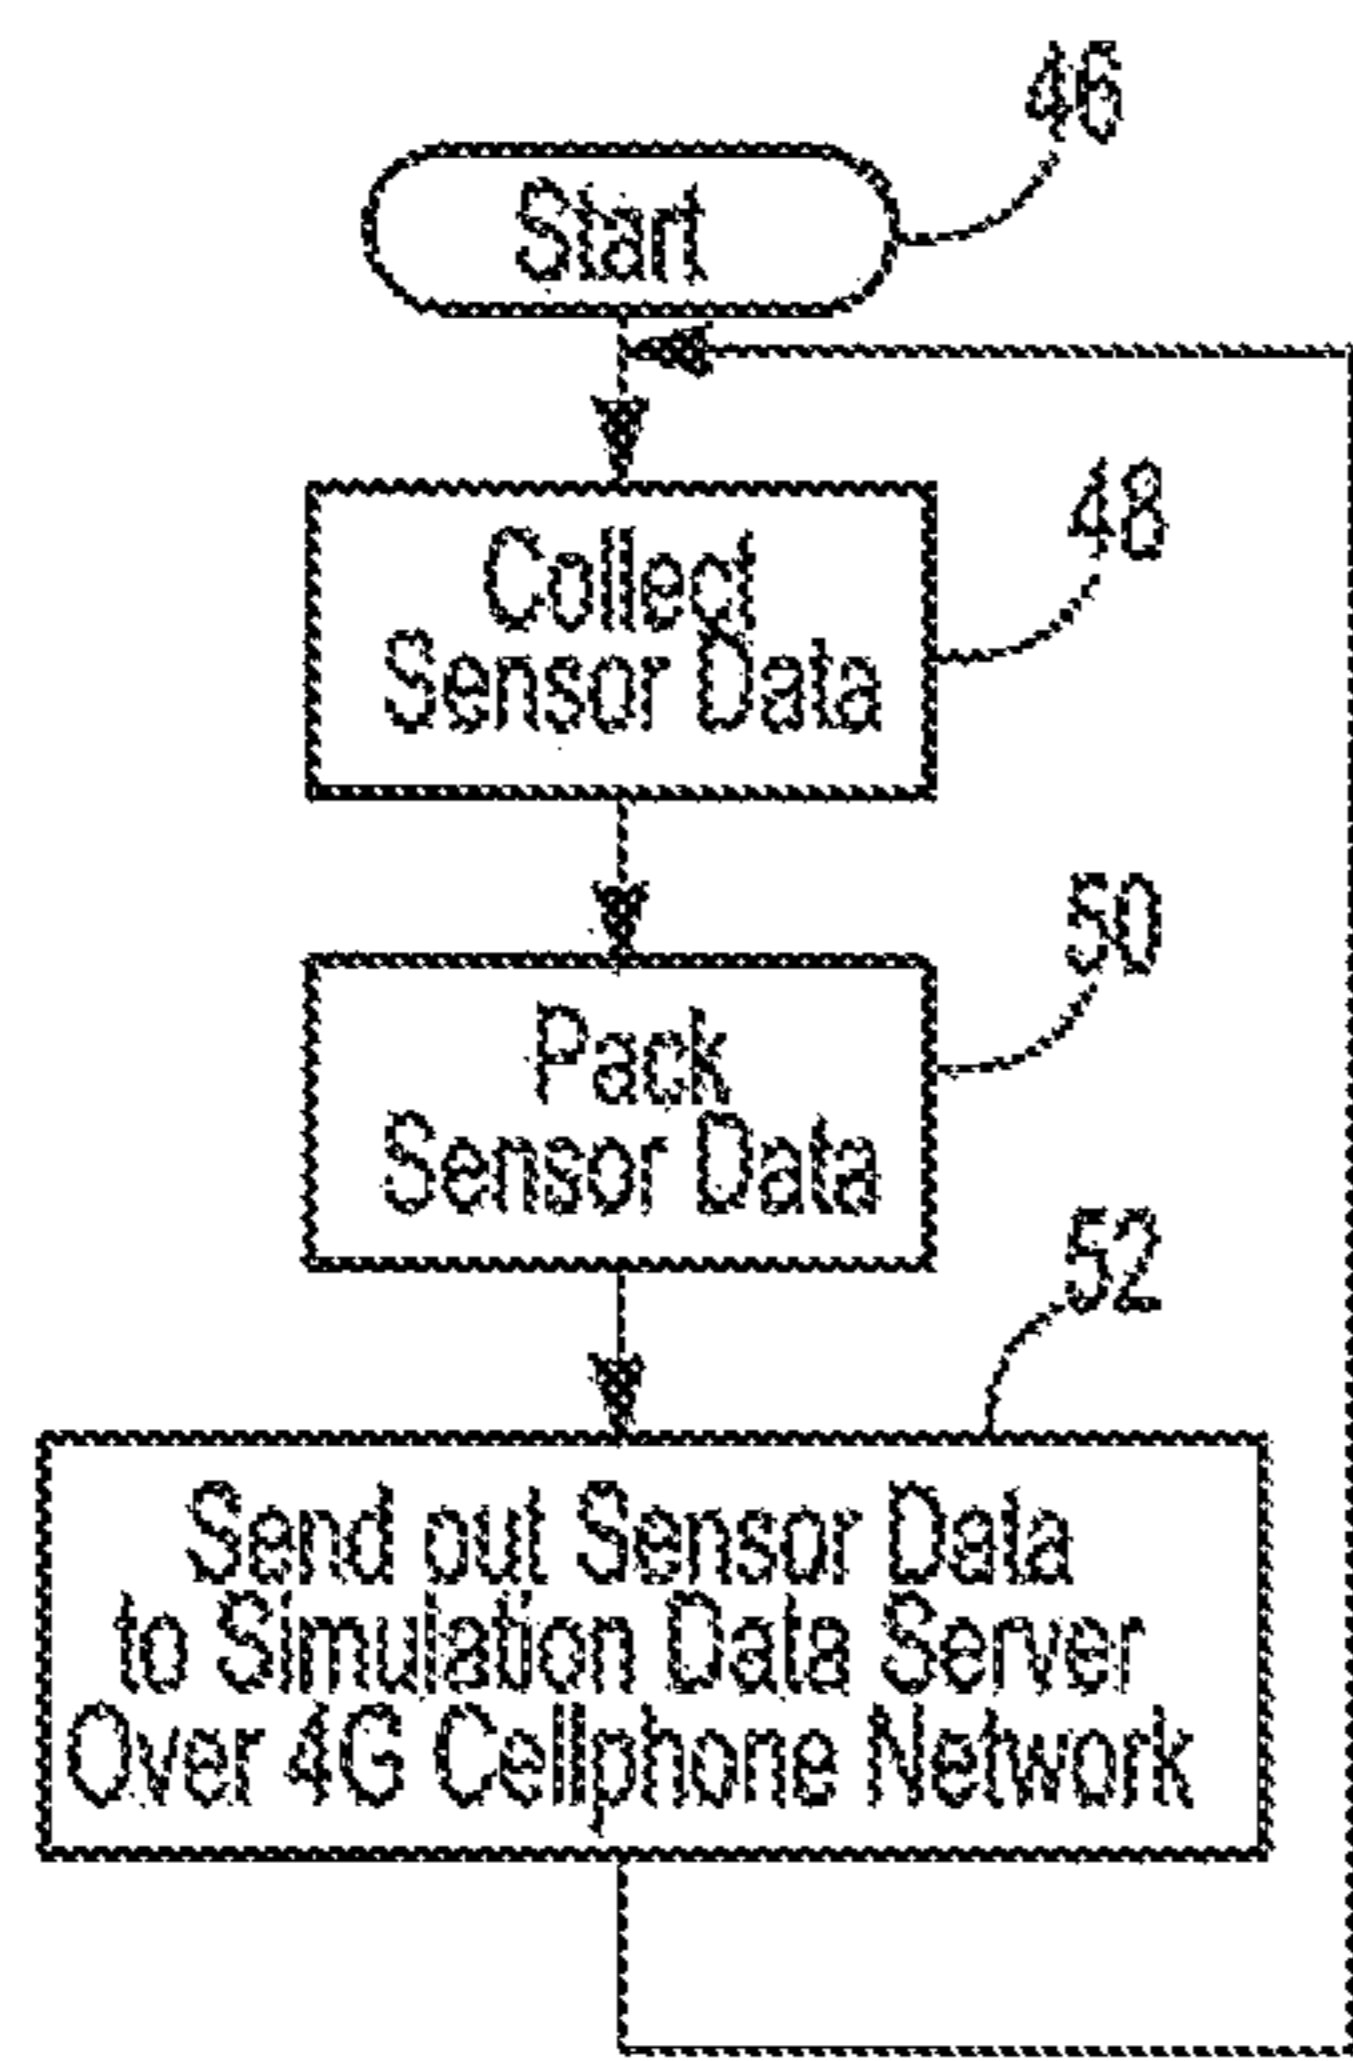 46
Start
48
Collect
Sensor Data
50
Pack
Sensor Data
52
Send out Sensor Data
to Simulation Data Server
Over 4G Cellphone Network